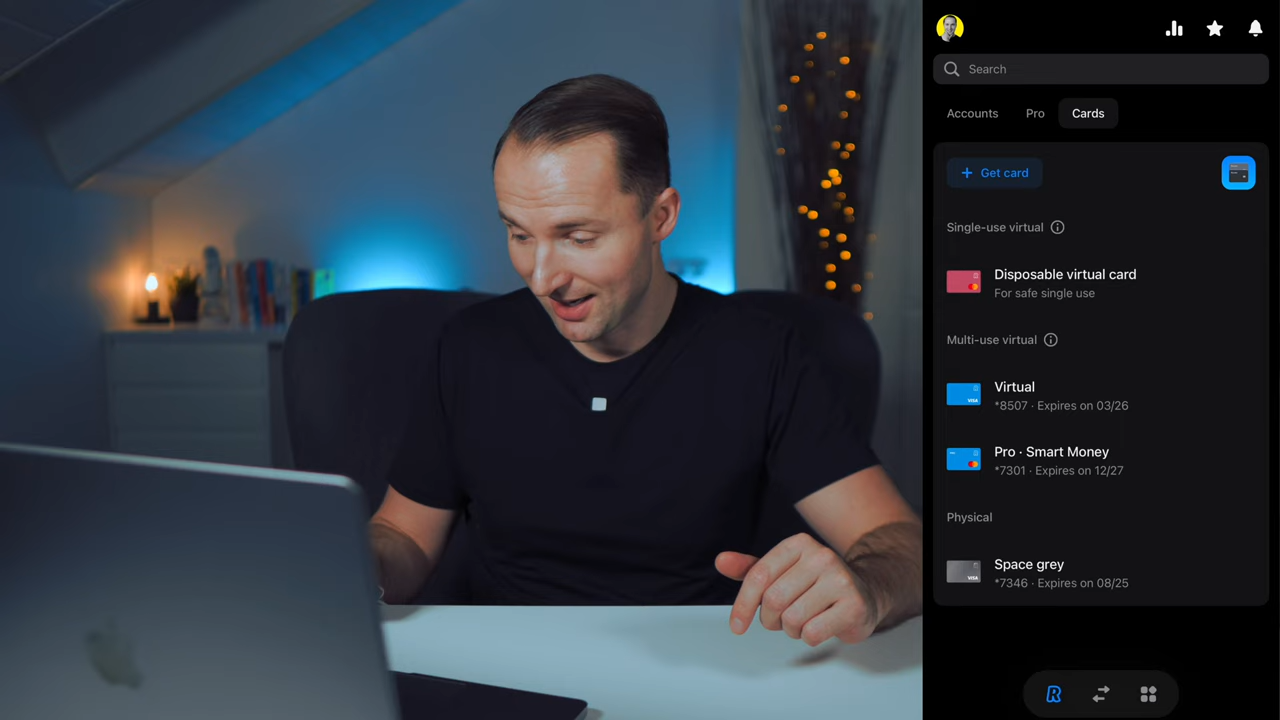 Search
Accounts
Pro
Cards
+ Get card
Single-use virtual
Disposable virtual card
For safe single use
Multi-use virtual
Virtual
*8507 · Expires on 03/26
VISA
Pro · Smart Money
*7301 · Expires on 12/27
Physical
Space grey
*7346 · Expires on 08/25
VISA
R